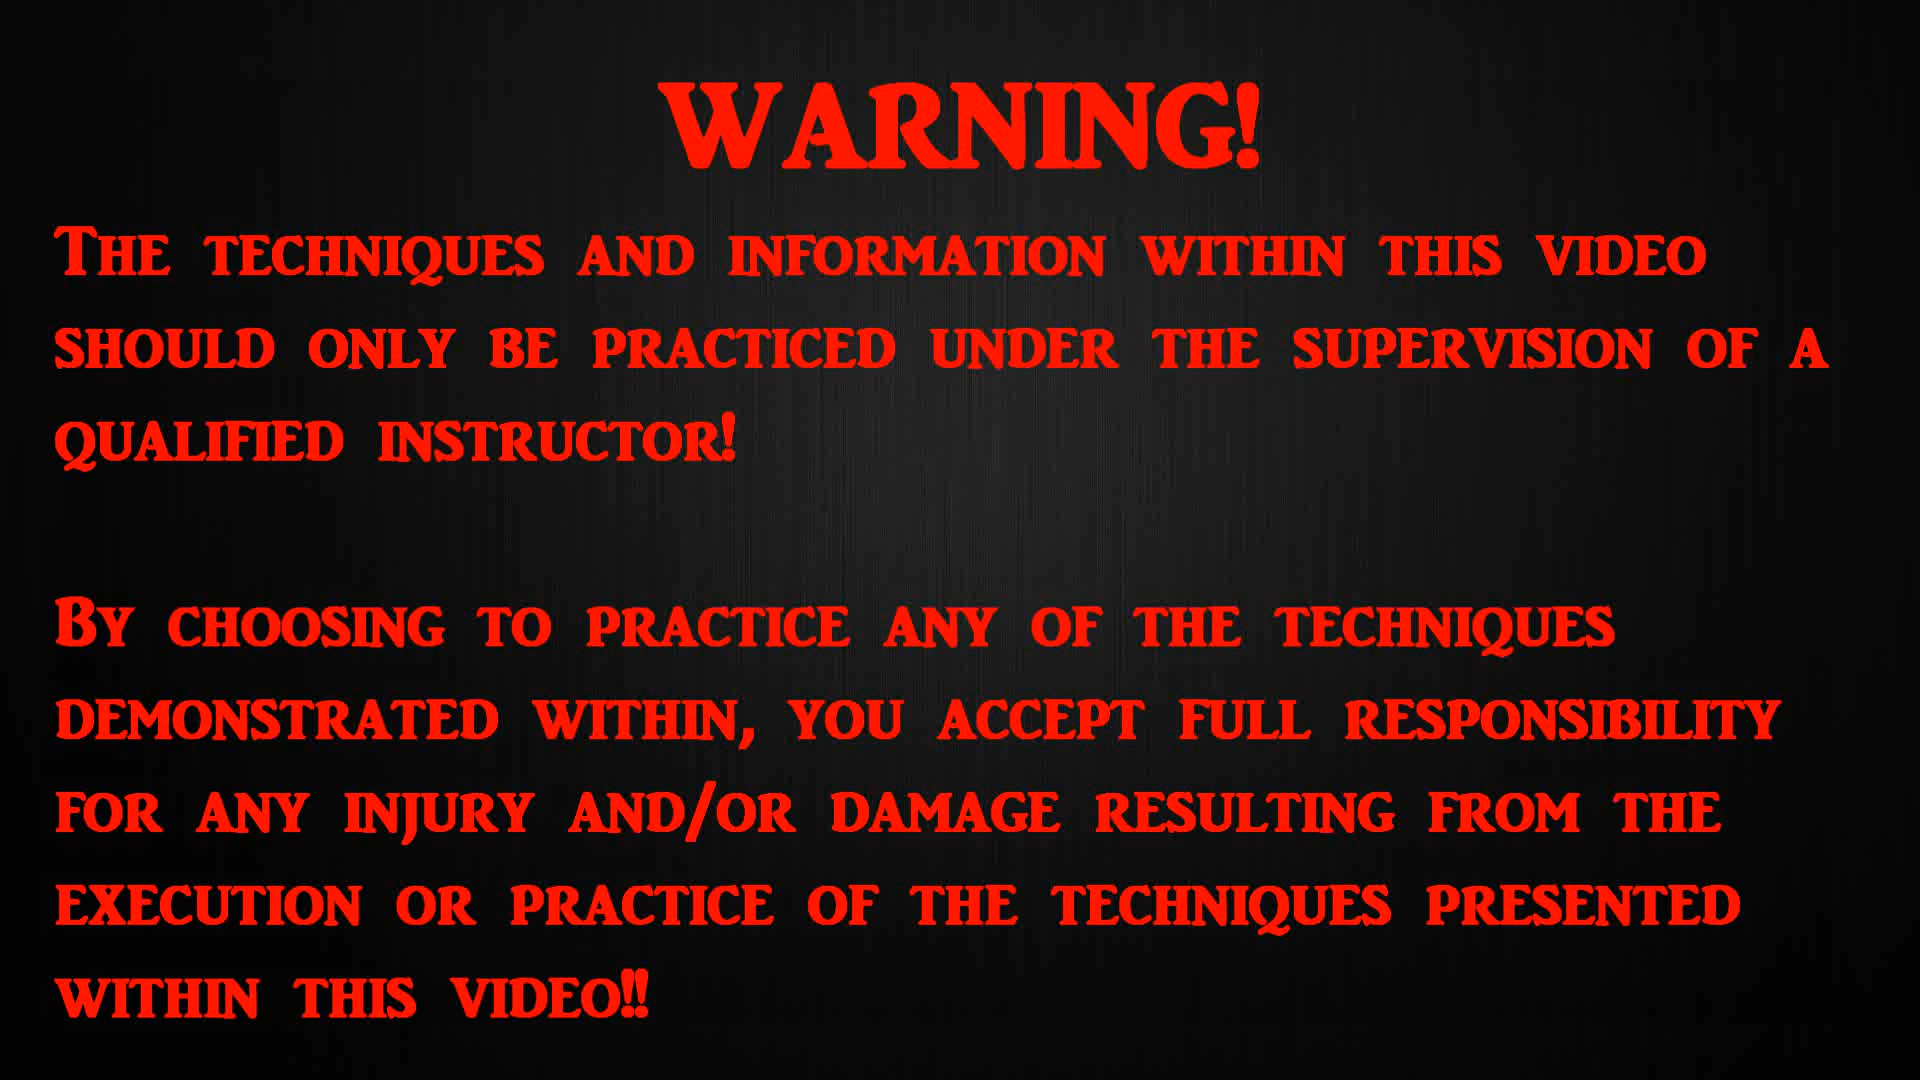 WARNING!
The techniques and information within this video
should only be practiced under the supervision of a
qualified instructor!
By choosing to practice any of the techniques
demonstrated within, you accept full responsibility
for any injury and/or damage resulting from the
execution or practice of the techniques presented
within this video!!